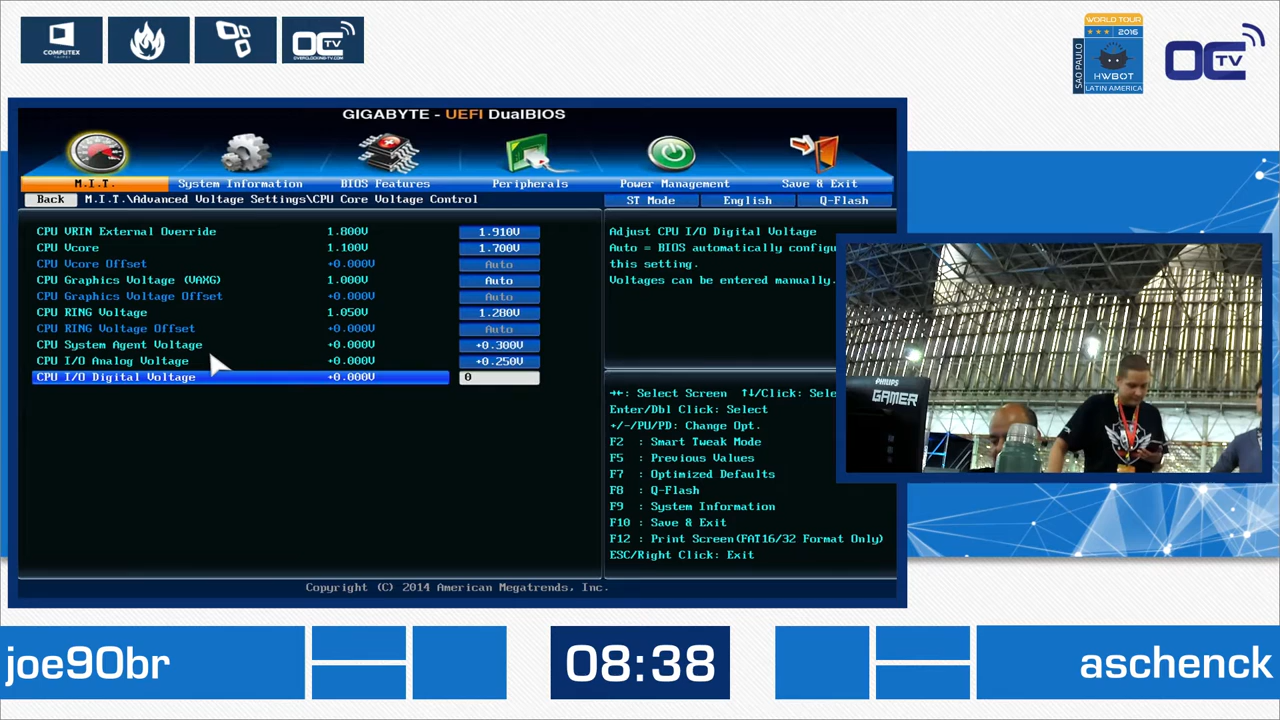 COMPUTEX
TAIPEI
OC TV
OVERCLOCKING-TV.COM
WORLD TOUR
2016
SAO PAULO
HWBOT
LATIN AMERICA
OC TV
GIGABYTE - UEFI DualBIOS
M.I.T. System Information BIOS Features Peripherals Power Management Save & Exit
Back M.I.T.\Advanced Voltage Settings\CPU Core Voltage Control ST Mode English Q-Flash
CPU VRIN External Override 1.800V 1.910V
CPU Vcore 1.100V 1.700V
CPU Vcore Offset +0.000V Auto
CPU Graphics Voltage (VAXG) 1.000V Auto
CPU Graphics Voltage Offset +0.000V Auto
CPU RING Voltage 1.050V 1.280V
CPU RING Voltage Offset +0.000V Auto
CPU System Agent Voltage +0.000V +0.300V
CPU I/O Analog Voltage +0.000V +0.250V
CPU I/O Digital Voltage +0.000V 0
Adjust CPU I/O Digital Voltage
Auto = BIOS automatically configu
this setting.
Voltages can be entered manually.
→←: Select Screen ↑↓/Click: Sele
Enter/Dbl Click: Select
+/-/PU/PD: Change Opt.
F2 : Smart Tweak Mode
F5 : Previous Values
F7 : Optimized Defaults
F8 : Q-Flash
F9 : System Information
F10 : Save & Exit
F12 : Print Screen(FAT16/32 Format Only)
ESC/Right Click: Exit
Copyright (C) 2014 American Megatrends, Inc.
PHILIPS
GAMER
joe90br 08:38 aschenck